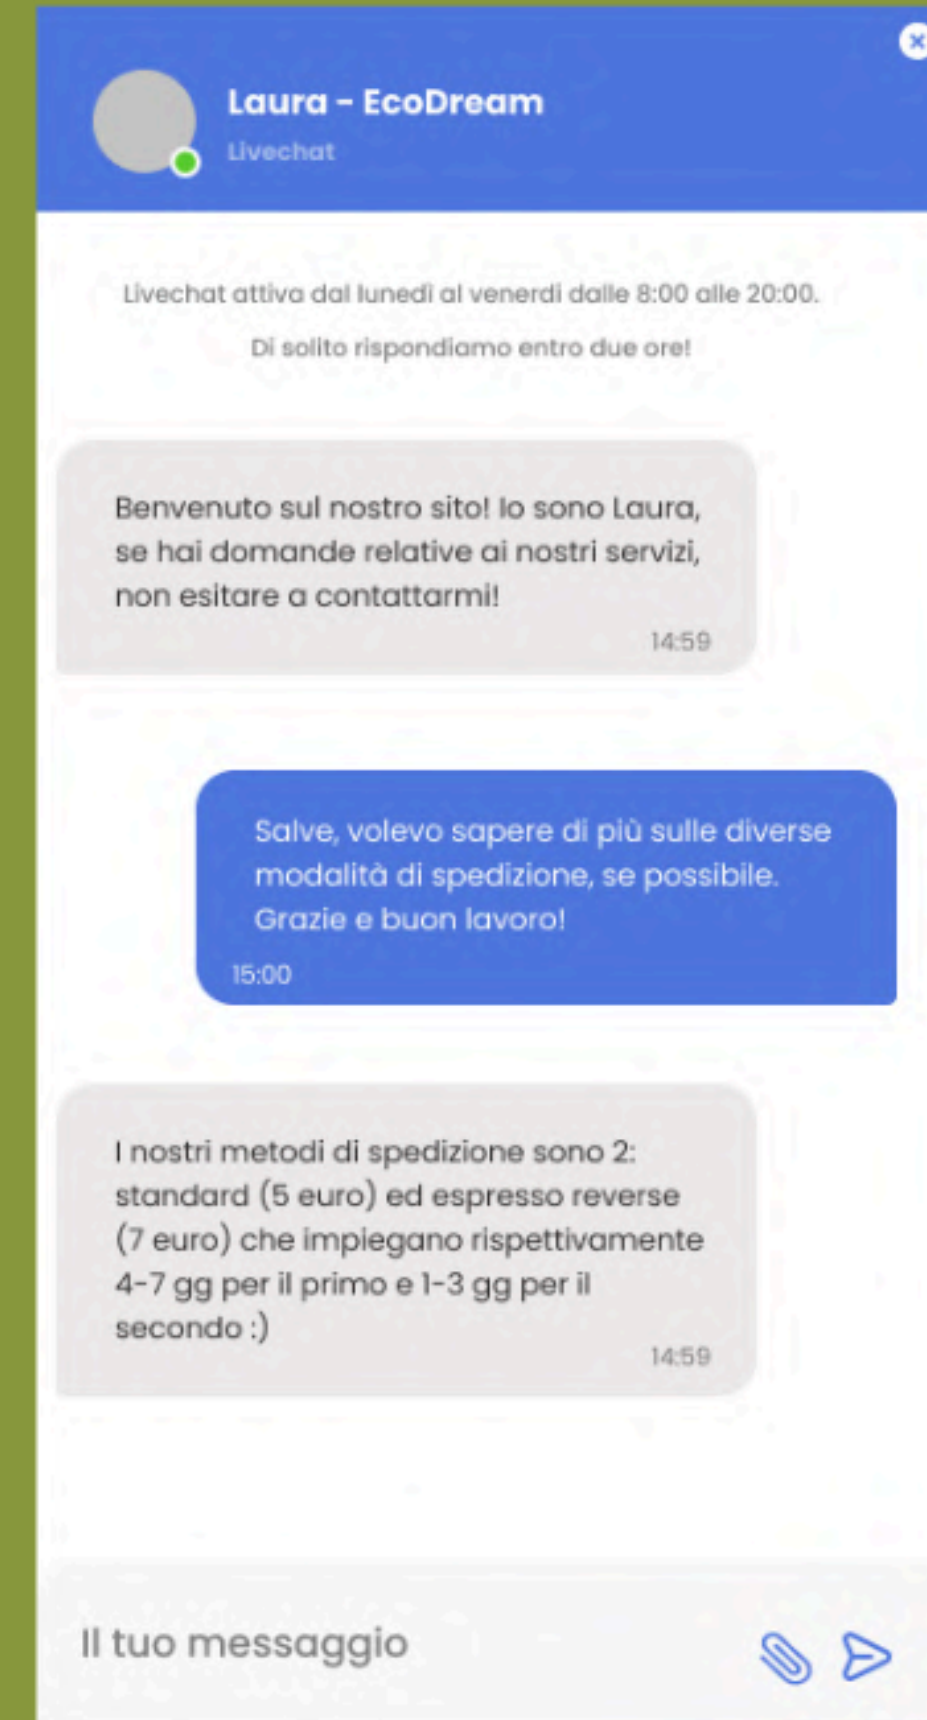 Laura - EcoDream
Livechat
Livechat attiva dal lunedì al venerdì dalle 8:00 alle 20:00.
Di solito rispondiamo entro due ore!
Benvenuto sul nostro sito! Io sono Laura,
se hai domande relative ai nostri servizi,
non esitare a contattarmi!
14:59
Salve, volevo sapere di più sulle diverse
modalità di spedizione, se possibile.
Grazie e buon lavoro!
15:00
I nostri metodi di spedizione sono 2:
standard (5 euro) ed espresso reverse
(7 euro) che impiegano rispettivamente
4-7 gg per il primo e 1-3 gg per il
secondo :)
14:59
Il tuo messaggio